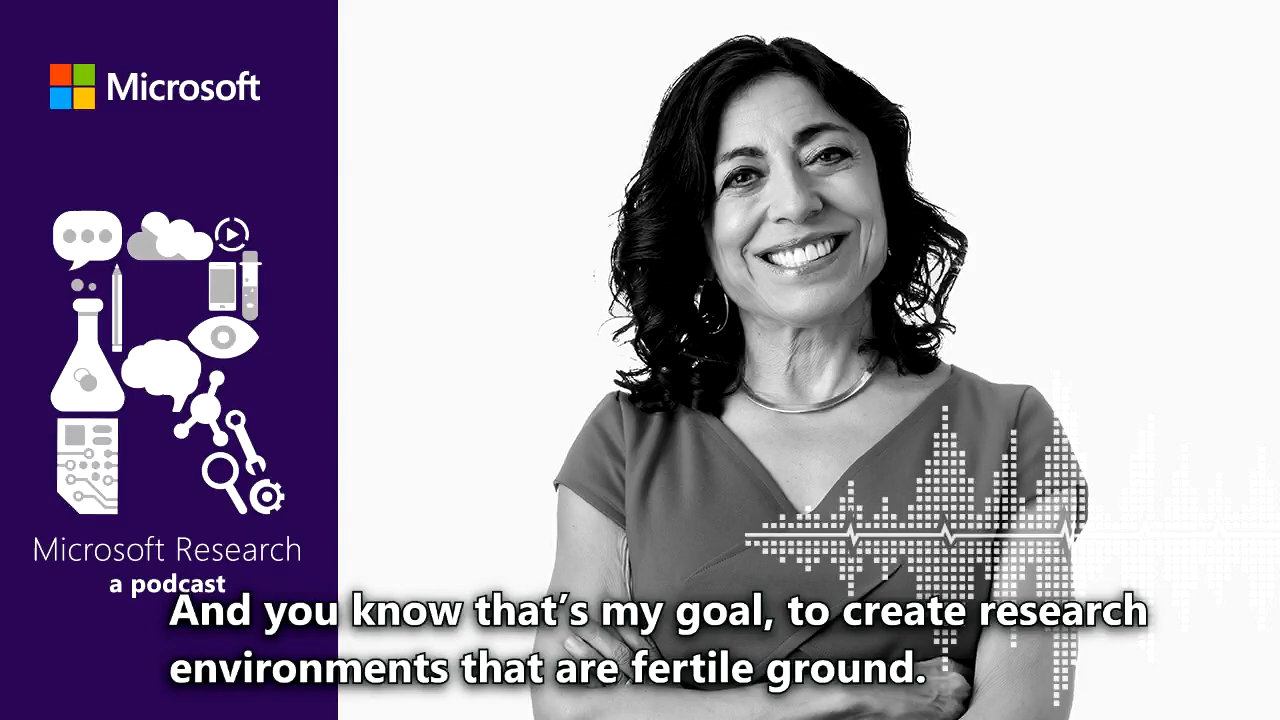 Microsoft
Microsoft Research
a podcast
And you know that's my goal, to create research
environments that are fertile ground.